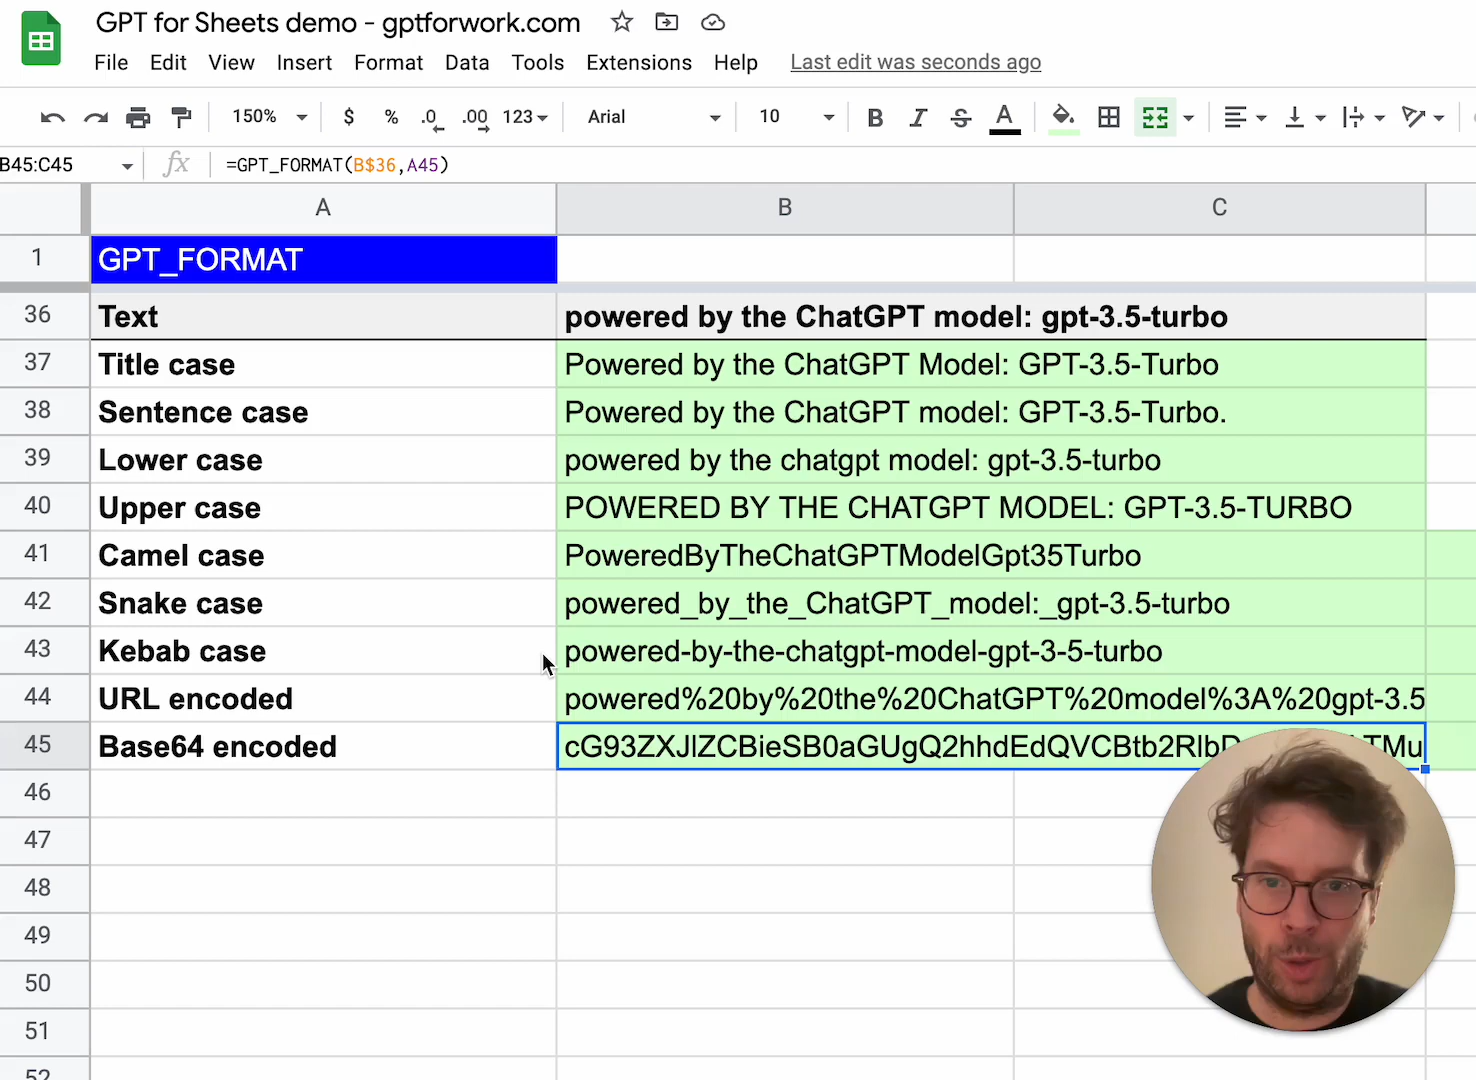 GPT for Sheets demo - gptforwork.com
File Edit View Insert Format Data Tools Extensions Help Last edit was seconds ago
150% $ % .0 .00 123 Arial 10 B I S A
B45:C45 fx =GPT_FORMAT(B$36,A45)
A B C
1 GPT_FORMAT
36 Text powered by the ChatGPT model: gpt-3.5-turbo
37 Title case Powered by the ChatGPT Model: GPT-3.5-Turbo
38 Sentence case Powered by the ChatGPT model: GPT-3.5-Turbo.
39 Lower case powered by the chatgpt model: gpt-3.5-turbo
40 Upper case POWERED BY THE CHATGPT MODEL: GPT-3.5-TURBO
41 Camel case PoweredByTheChatGPTModelGpt35Turbo
42 Snake case powered_by_the_ChatGPT_model:_gpt-3.5-turbo
43 Kebab case powered-by-the-chatgpt-model-gpt-3-5-turbo
44 URL encoded powered%20by%20the%20ChatGPT%20model%3A%20gpt-3.5
45 Base64 encoded
46
47
48
49
50
51
52